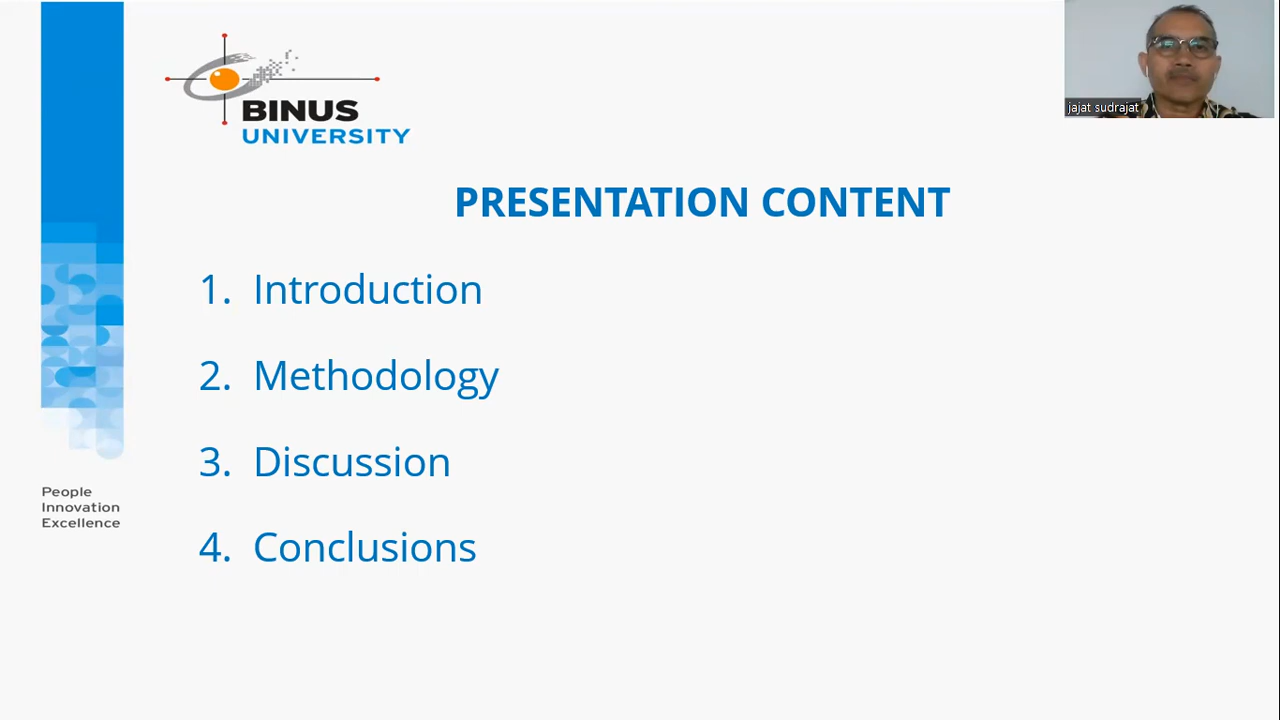 BINUS
UNIVERSITY
jajat sudrajat
PRESENTATION CONTENT
1. Introduction
2. Methodology
3. Discussion
4. Conclusions
People
Innovation
Excellence